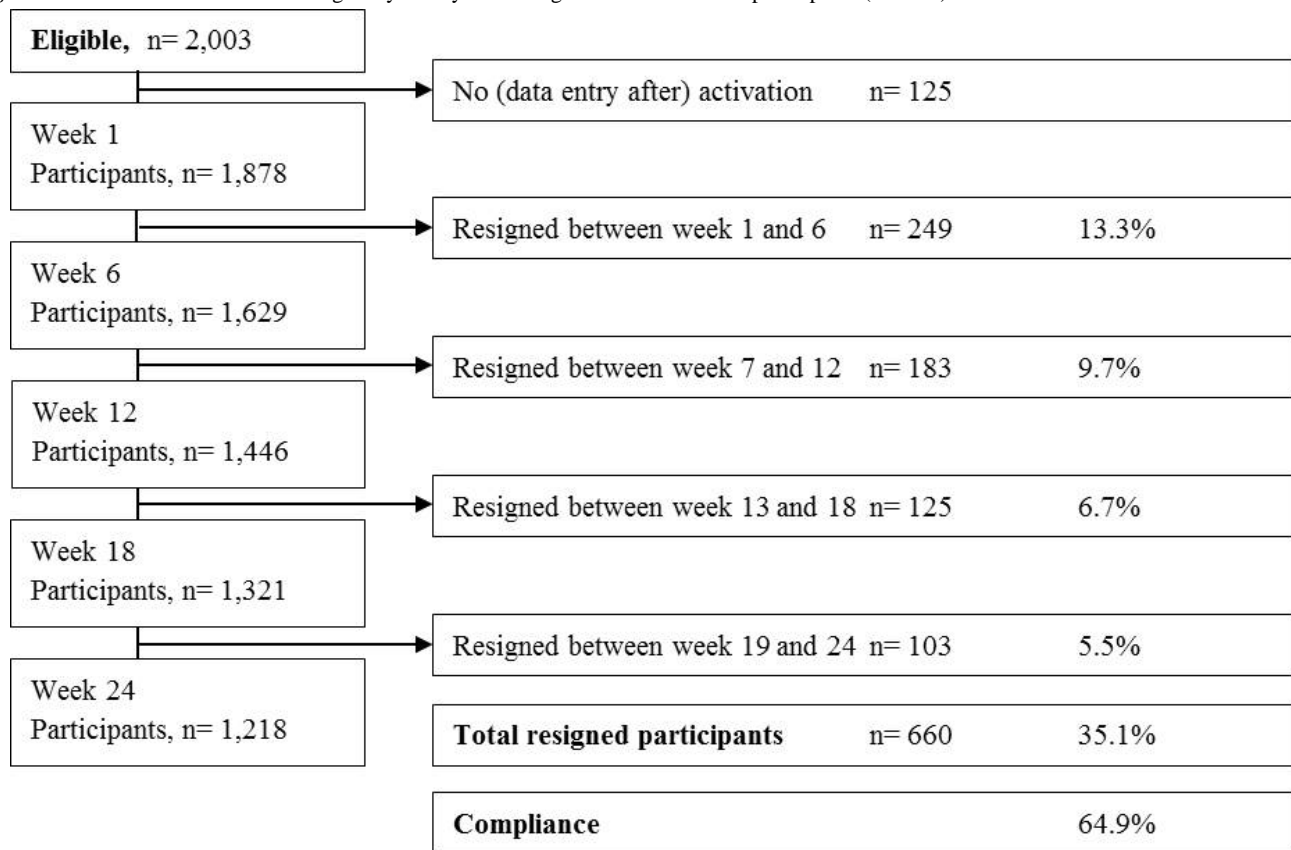 Eligible, n= 2,003
No (data entry after) activation n= 125
Week 1
Participants, n= 1,878
Resigned between week 1 and 6 n= 249 13.3%
Week 6
Participants, n= 1,629
Resigned between week 7 and 12 n= 183 9.7%
Week 12
Participants, n= 1,446
Resigned between week 13 and 18 n= 125 6.7%
Week 18
Participants, n= 1,321
Resigned between week 19 and 24 n= 103 5.5%
Week 24
Participants, n= 1,218
Total resigned participants n= 660 35.1%
Compliance 64.9%